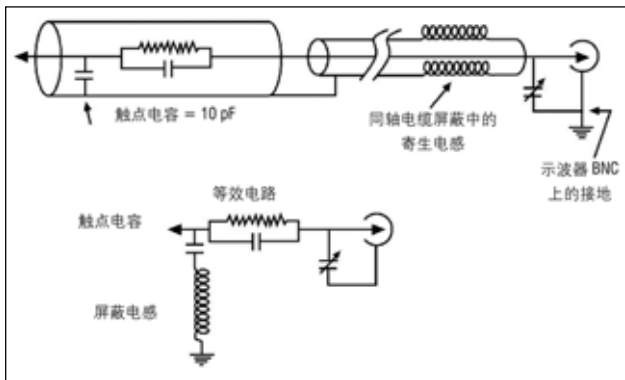 触点电容 = 10 pF
同轴电缆屏蔽中的
寄生电感
示波器 BNC
上的接地
等效电路
触点电容
屏蔽电感